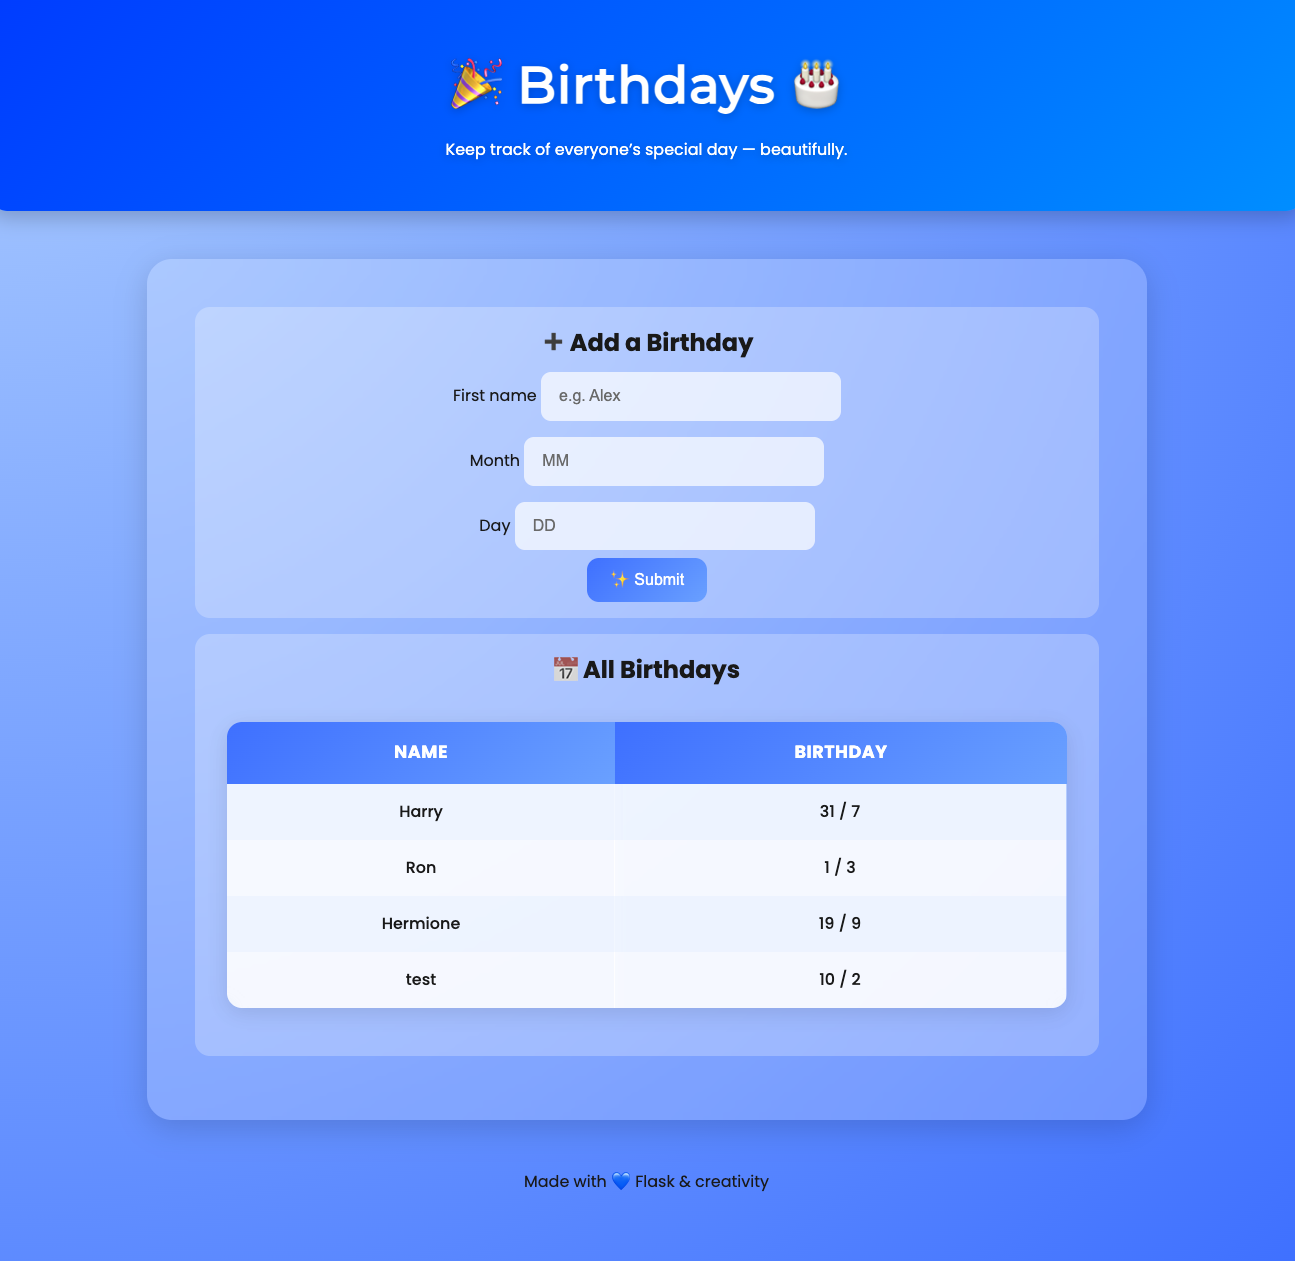 🎉 Birthdays 🎂
Keep track of everyone’s special day — beautifully.
➕ Add a Birthday
First name e.g. Alex
Month MM
Day DD
✨ Submit
📅 All Birthdays
NAME BIRTHDAY
Harry 31 / 7
Ron 1 / 3
Hermione 19 / 9
test 10 / 2
Made with 💙 Flask & creativity